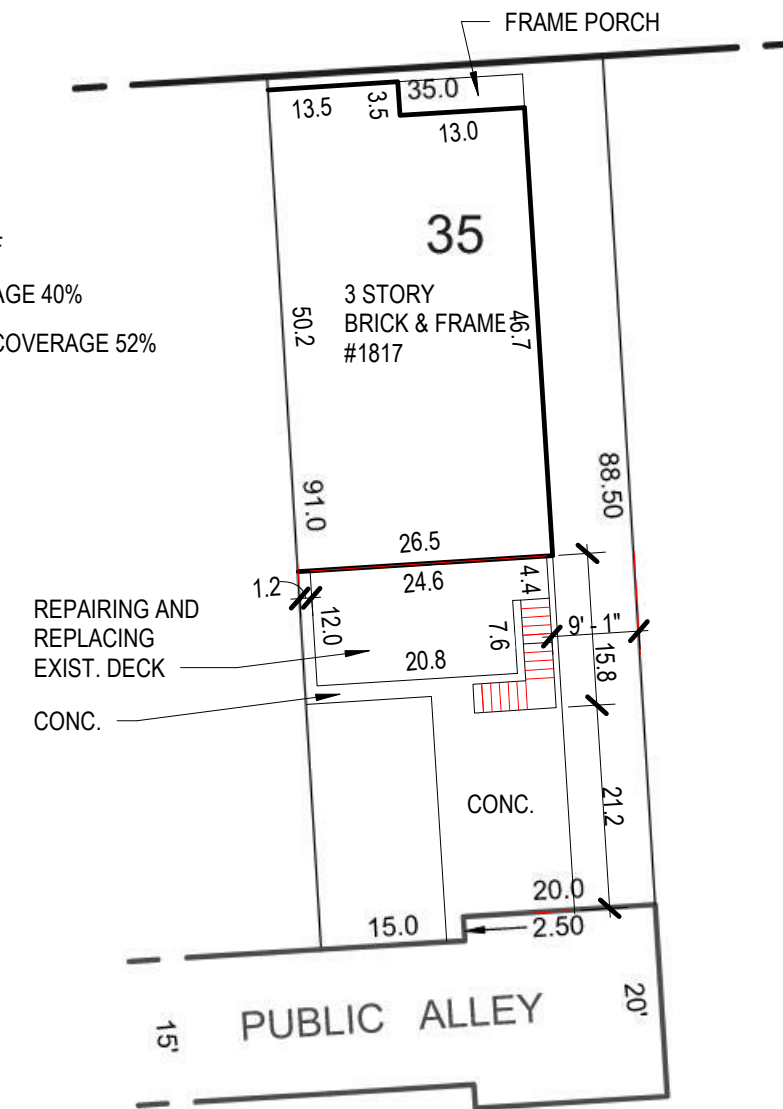 FRAME PORCH
35.0
13.5
3.5
13.0
35
AGE 40%
COVERAGE 52%
3 STORY
BRICK & FRAME
#1817
50.2
46.7
91.0
88.50
26.5
24.6
4.4
1.2
12.0
7.6
9' - 1"
REPAIRING AND
REPLACING
EXIST. DECK
20.8
15.8
CONC.
CONC.
21.2
20.0
15.0
2.50
PUBLIC ALLEY
15'
20'